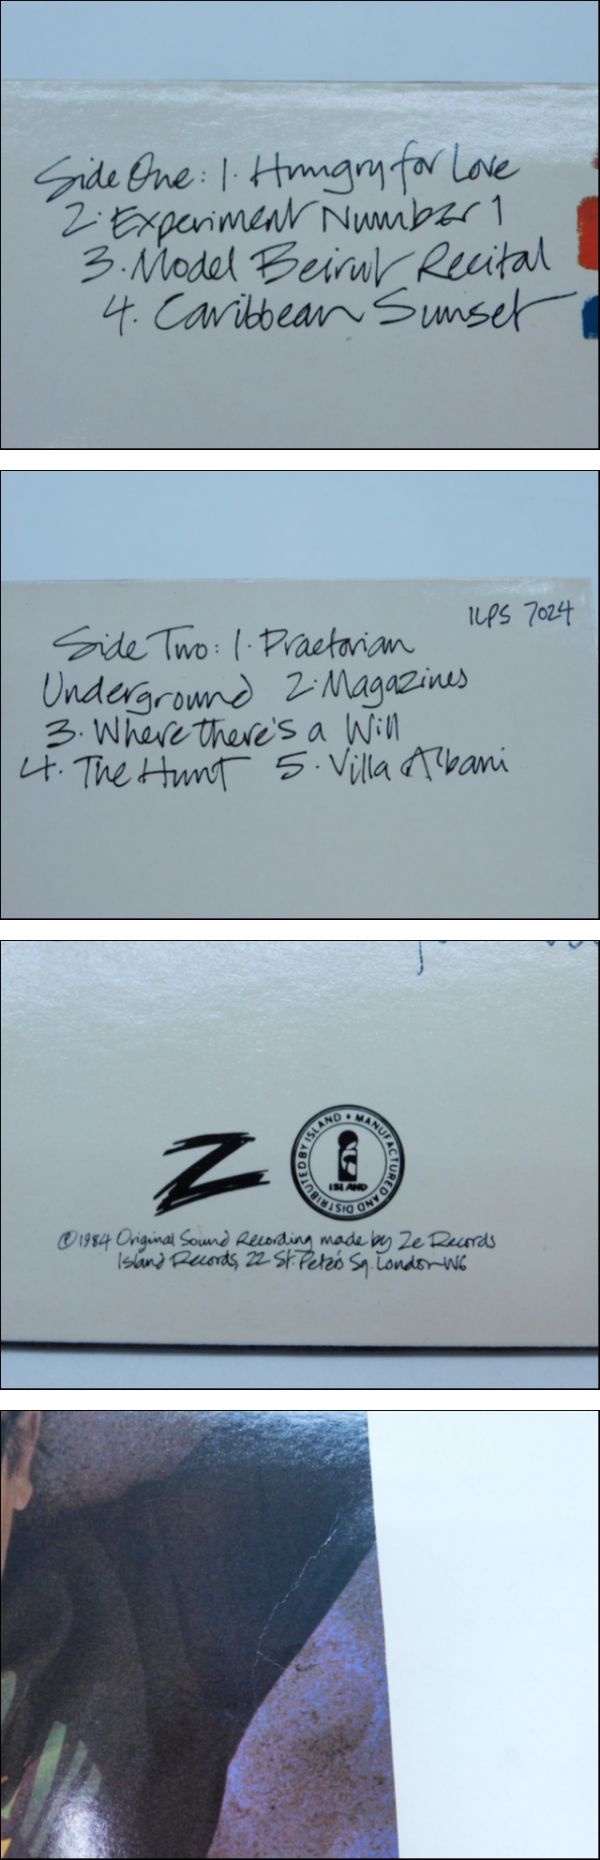 Side One: 1. Hungry for Love
2. Experiment Number 1
3. Model Beirut Recital
4. Caribbean Sunset
ILPS 7024
Side Two: 1. Praetorian
Underground 2. Magazines
3. Where there's a Will
4. The Hunt 5. Villa Albani
Z
MANUFACTURED AND DISTRIBUTED BY ISLAND •
ISLAND
Ⓟ1984 Original Sound Recording made by Ze Records
Island Records, 22 St. Peter's Sq. London W6